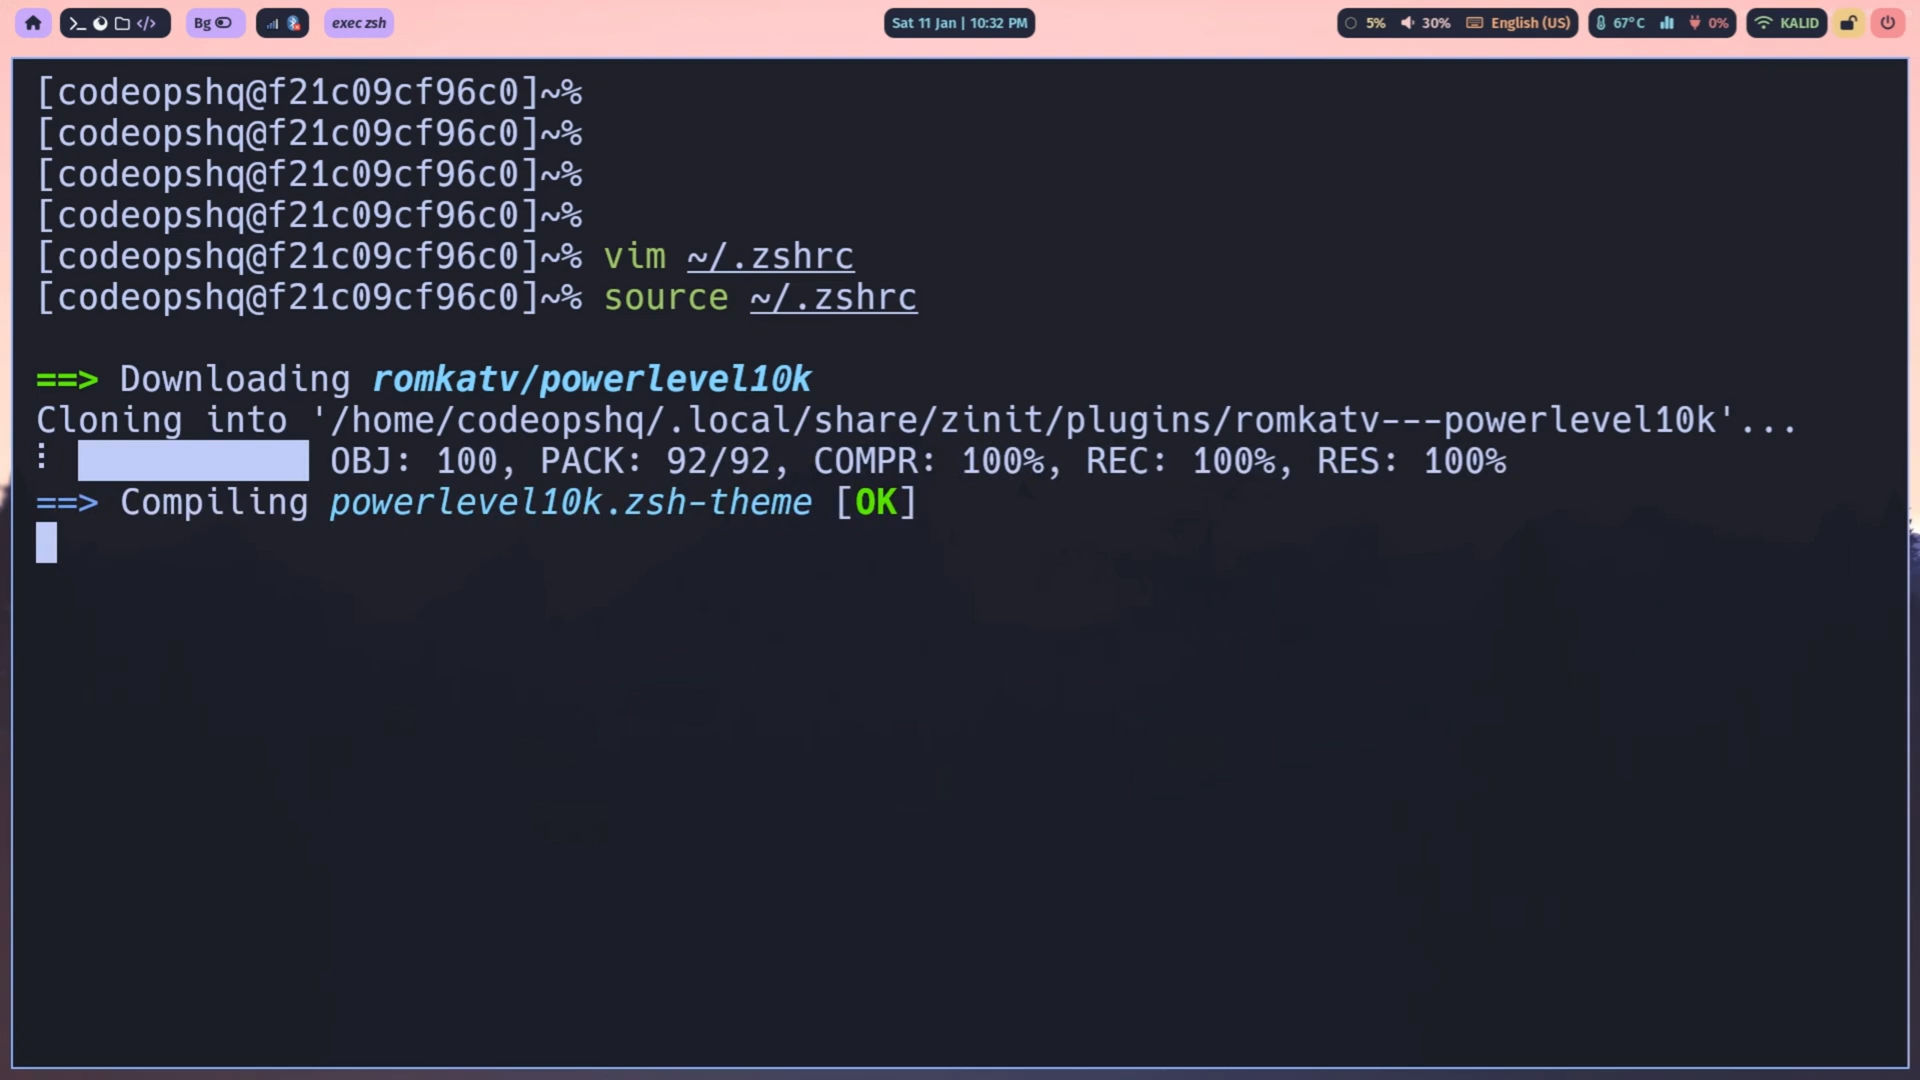 Bg
exec zsh
Sat 11 Jan | 10:32 PM
5%
30%
English (US)
67°C
0%
KALID
[codeopshq@f21c09cf96c0]~%
[codeopshq@f21c09cf96c0]~%
[codeopshq@f21c09cf96c0]~%
[codeopshq@f21c09cf96c0]~%
[codeopshq@f21c09cf96c0]~% vim ~/.zshrc
[codeopshq@f21c09cf96c0]~% source ~/.zshrc
==> Downloading romkatv/powerlevel10k
Cloning into '/home/codeopshq/.local/share/zinit/plugins/romkatv---powerlevel10k'...
OBJ: 100, PACK: 92/92, COMPR: 100%, REC: 100%, RES: 100%
==> Compiling powerlevel10k.zsh-theme [OK]